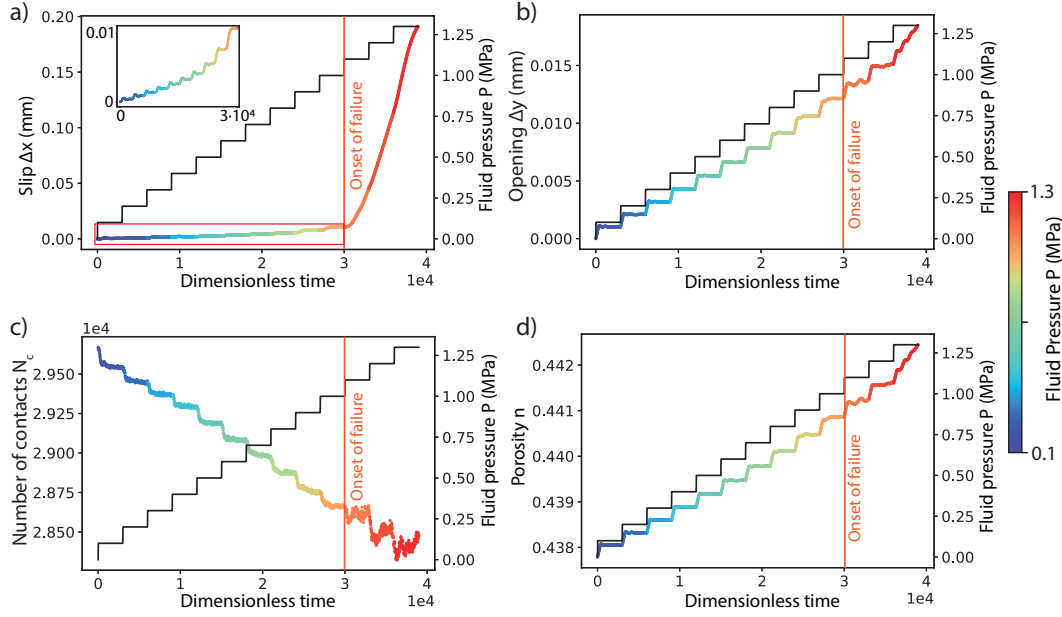 a)
Slip Δx (mm)
0.20
0.15
0.10
0.05
0.00
0.01
0
0
3·10⁴
Onset of failure
1.25
1.00
0.75
0.50
0.25
0.00
Fluid pressure P (MPa)
0 1 2 3 4
1e4
Dimensionless time
b)
Opening Δy (mm)
0.015
0.010
0.005
0.000
Onset of failure
1.25
1.00
0.75
0.50
0.25
0.00
Fluid pressure P (MPa)
0 1 2 3 4
1e4
Dimensionless time
1.3
0.1
Fluid Pressure P (MPa)
c)
1e4
Number of contacts N_c
2.950
2.925
2.900
2.875
2.850
Onset of failure
1.25
1.00
0.75
0.50
0.25
0.00
Fluid pressure P (MPa)
0 1 2 3 4
1e4
Dimensionless time
d)
Porosity n
0.442
0.441
0.440
0.439
0.438
Onset of failure
1.25
1.00
0.75
0.50
0.25
0.00
Fluid pressure P (MPa)
0 1 2 3 4
1e4
Dimensionless time